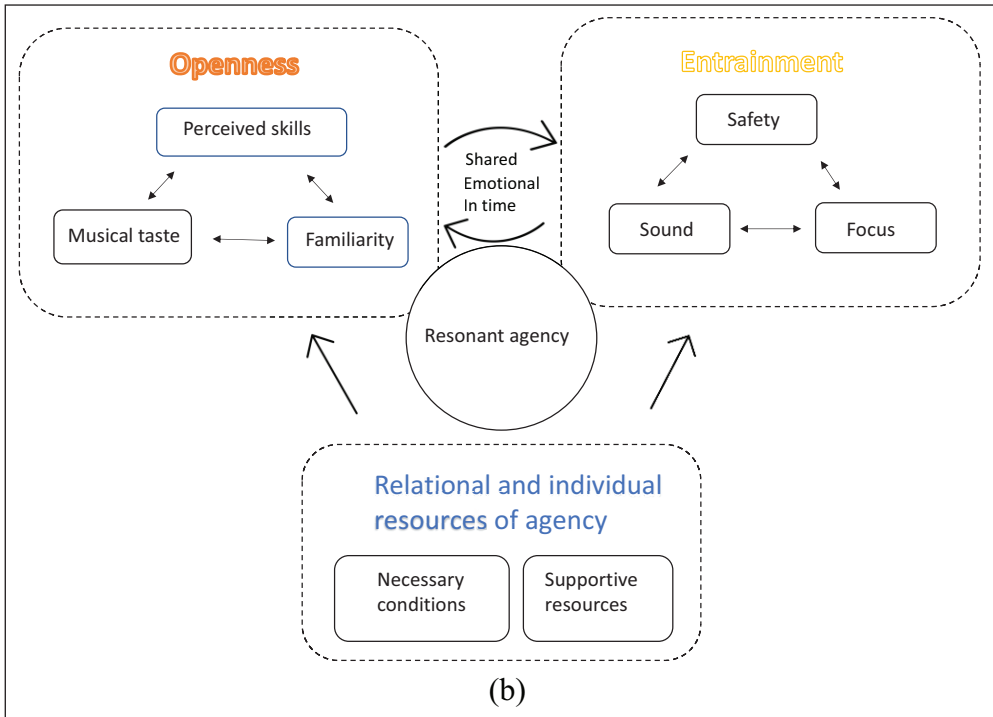 Openness
Perceived skills
Musical taste
Familiarity
Shared
Emotional
In time
Entrainment
Safety
Sound
Focus
Resonant agency
Relational and individual
resources of agency
Necessary
conditions
Supportive
resources
(b)